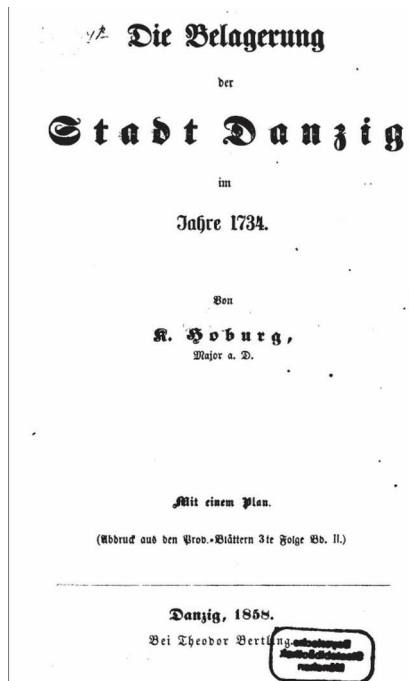 Die Belagerung
der
Stadt Danzig
im
Jahre 1734.
Von
K. Hoburg,
Major a. D.
Mit einem Plan.
(Abdruck aus den Prov.-Blättern 3te Folge Bd. II.)
Danzig, 1858.
Bei Theodor Bertling.